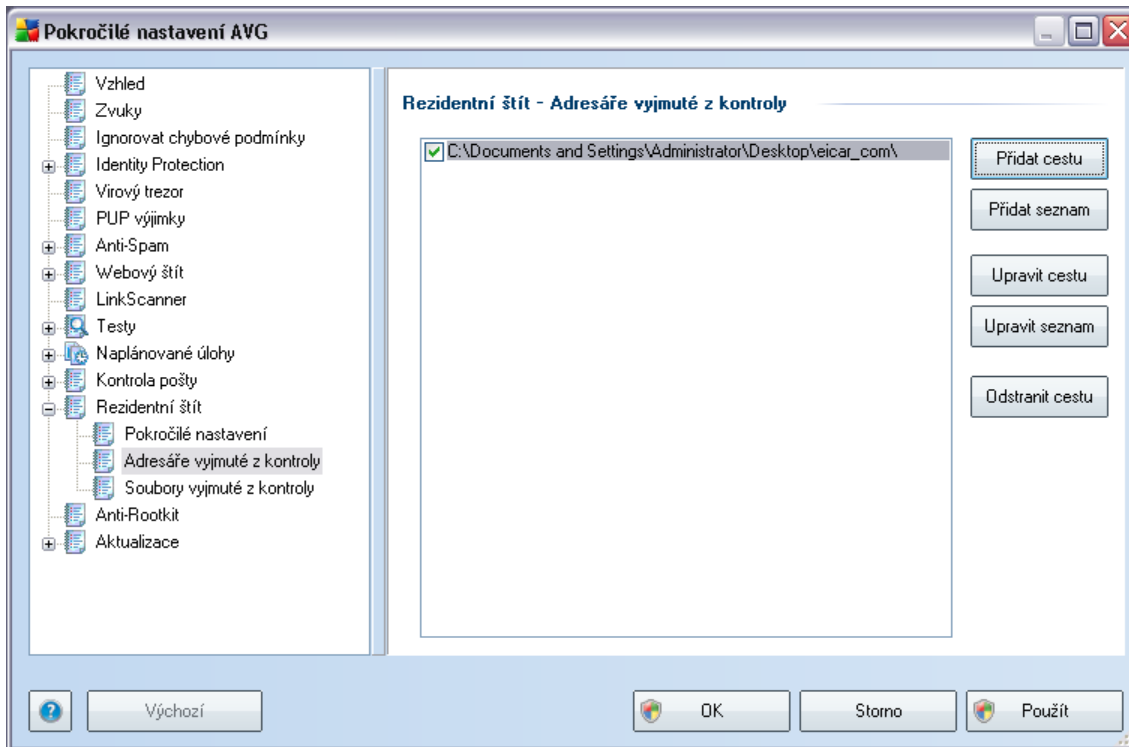 Pokročilé nastavení AVG
Vzhled
Zvuky
Ignorovat chybové podmínky
Identity Protection
Virový trezor
PUP výjimky
Anti-Spam
Webový štít
LinkScanner
Testy
Naplánované úlohy
Kontrola pošty
Rezidentní štít
Pokročilé nastavení
Adresáře vyjmuté z kontroly
Soubory vyjmuté z kontroly
Anti-Rootkit
Aktualizace
Rezidentní štít - Adresáře vyjmuté z kontroly
C:\Documents and Settings\Administrator\Desktop\eicar_com\
Přidat cestu
Přidat seznam
Upravit cestu
Upravit seznam
Odstranit cestu
Výchozí
OK
Storno
Použít